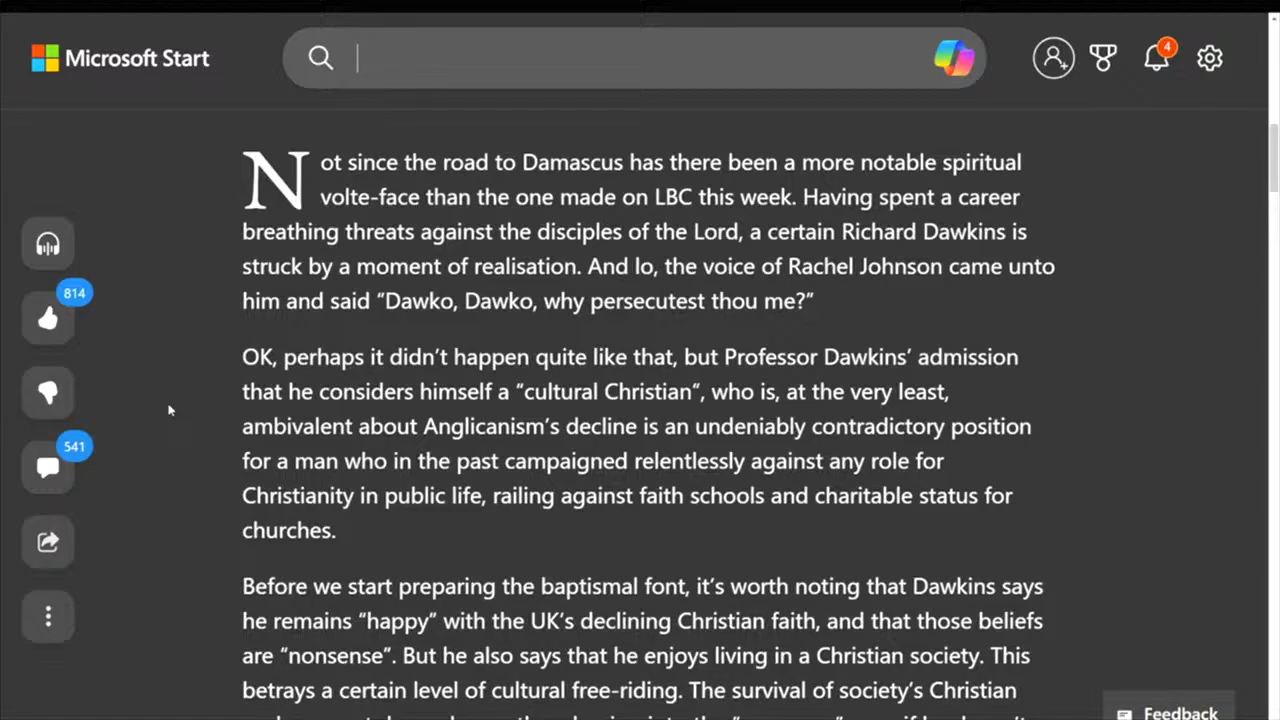 Microsoft Start
4
Not since the road to Damascus has there been a more notable spiritual
volte-face than the one made on LBC this week. Having spent a career
breathing threats against the disciples of the Lord, a certain Richard Dawkins is
struck by a moment of realisation. And lo, the voice of Rachel Johnson came unto
him and said “Dawko, Dawko, why persecutest thou me?”
814
OK, perhaps it didn’t happen quite like that, but Professor Dawkins’ admission
that he considers himself a “cultural Christian”, who is, at the very least,
ambivalent about Anglicanism’s decline is an undeniably contradictory position
for a man who in the past campaigned relentlessly against any role for
Christianity in public life, railing against faith schools and charitable status for
churches.
541
Before we start preparing the baptismal font, it’s worth noting that Dawkins says
he remains “happy” with the UK’s declining Christian faith, and that those beliefs
are “nonsense”. But he also says that he enjoys living in a Christian society. This
betrays a certain level of cultural free-riding. The survival of society’s Christian
Feedback